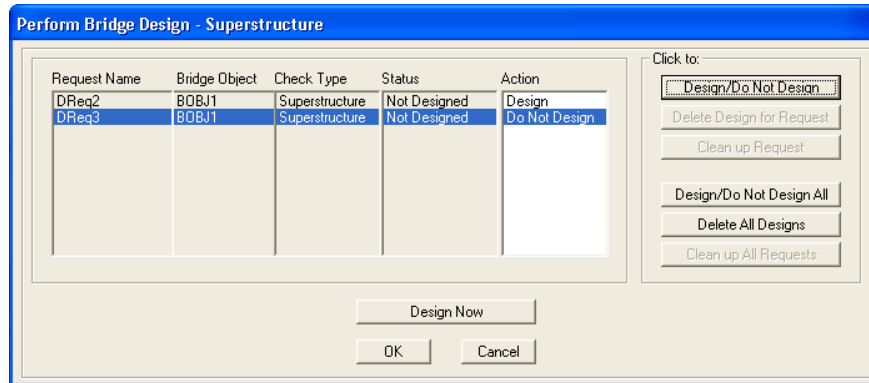 Perform Bridge Design - Superstructure
Click to:
Request Name Bridge Object Check Type Status Action
DReq2 BOBJ1 Superstructure Not Designed Design
DReq3 BOBJ1 Superstructure Not Designed Do Not Design
Design/Do Not Design
Delete Design for Request
Clean up Request
Design/Do Not Design All
Delete All Designs
Clean up All Requests
Design Now
OK Cancel